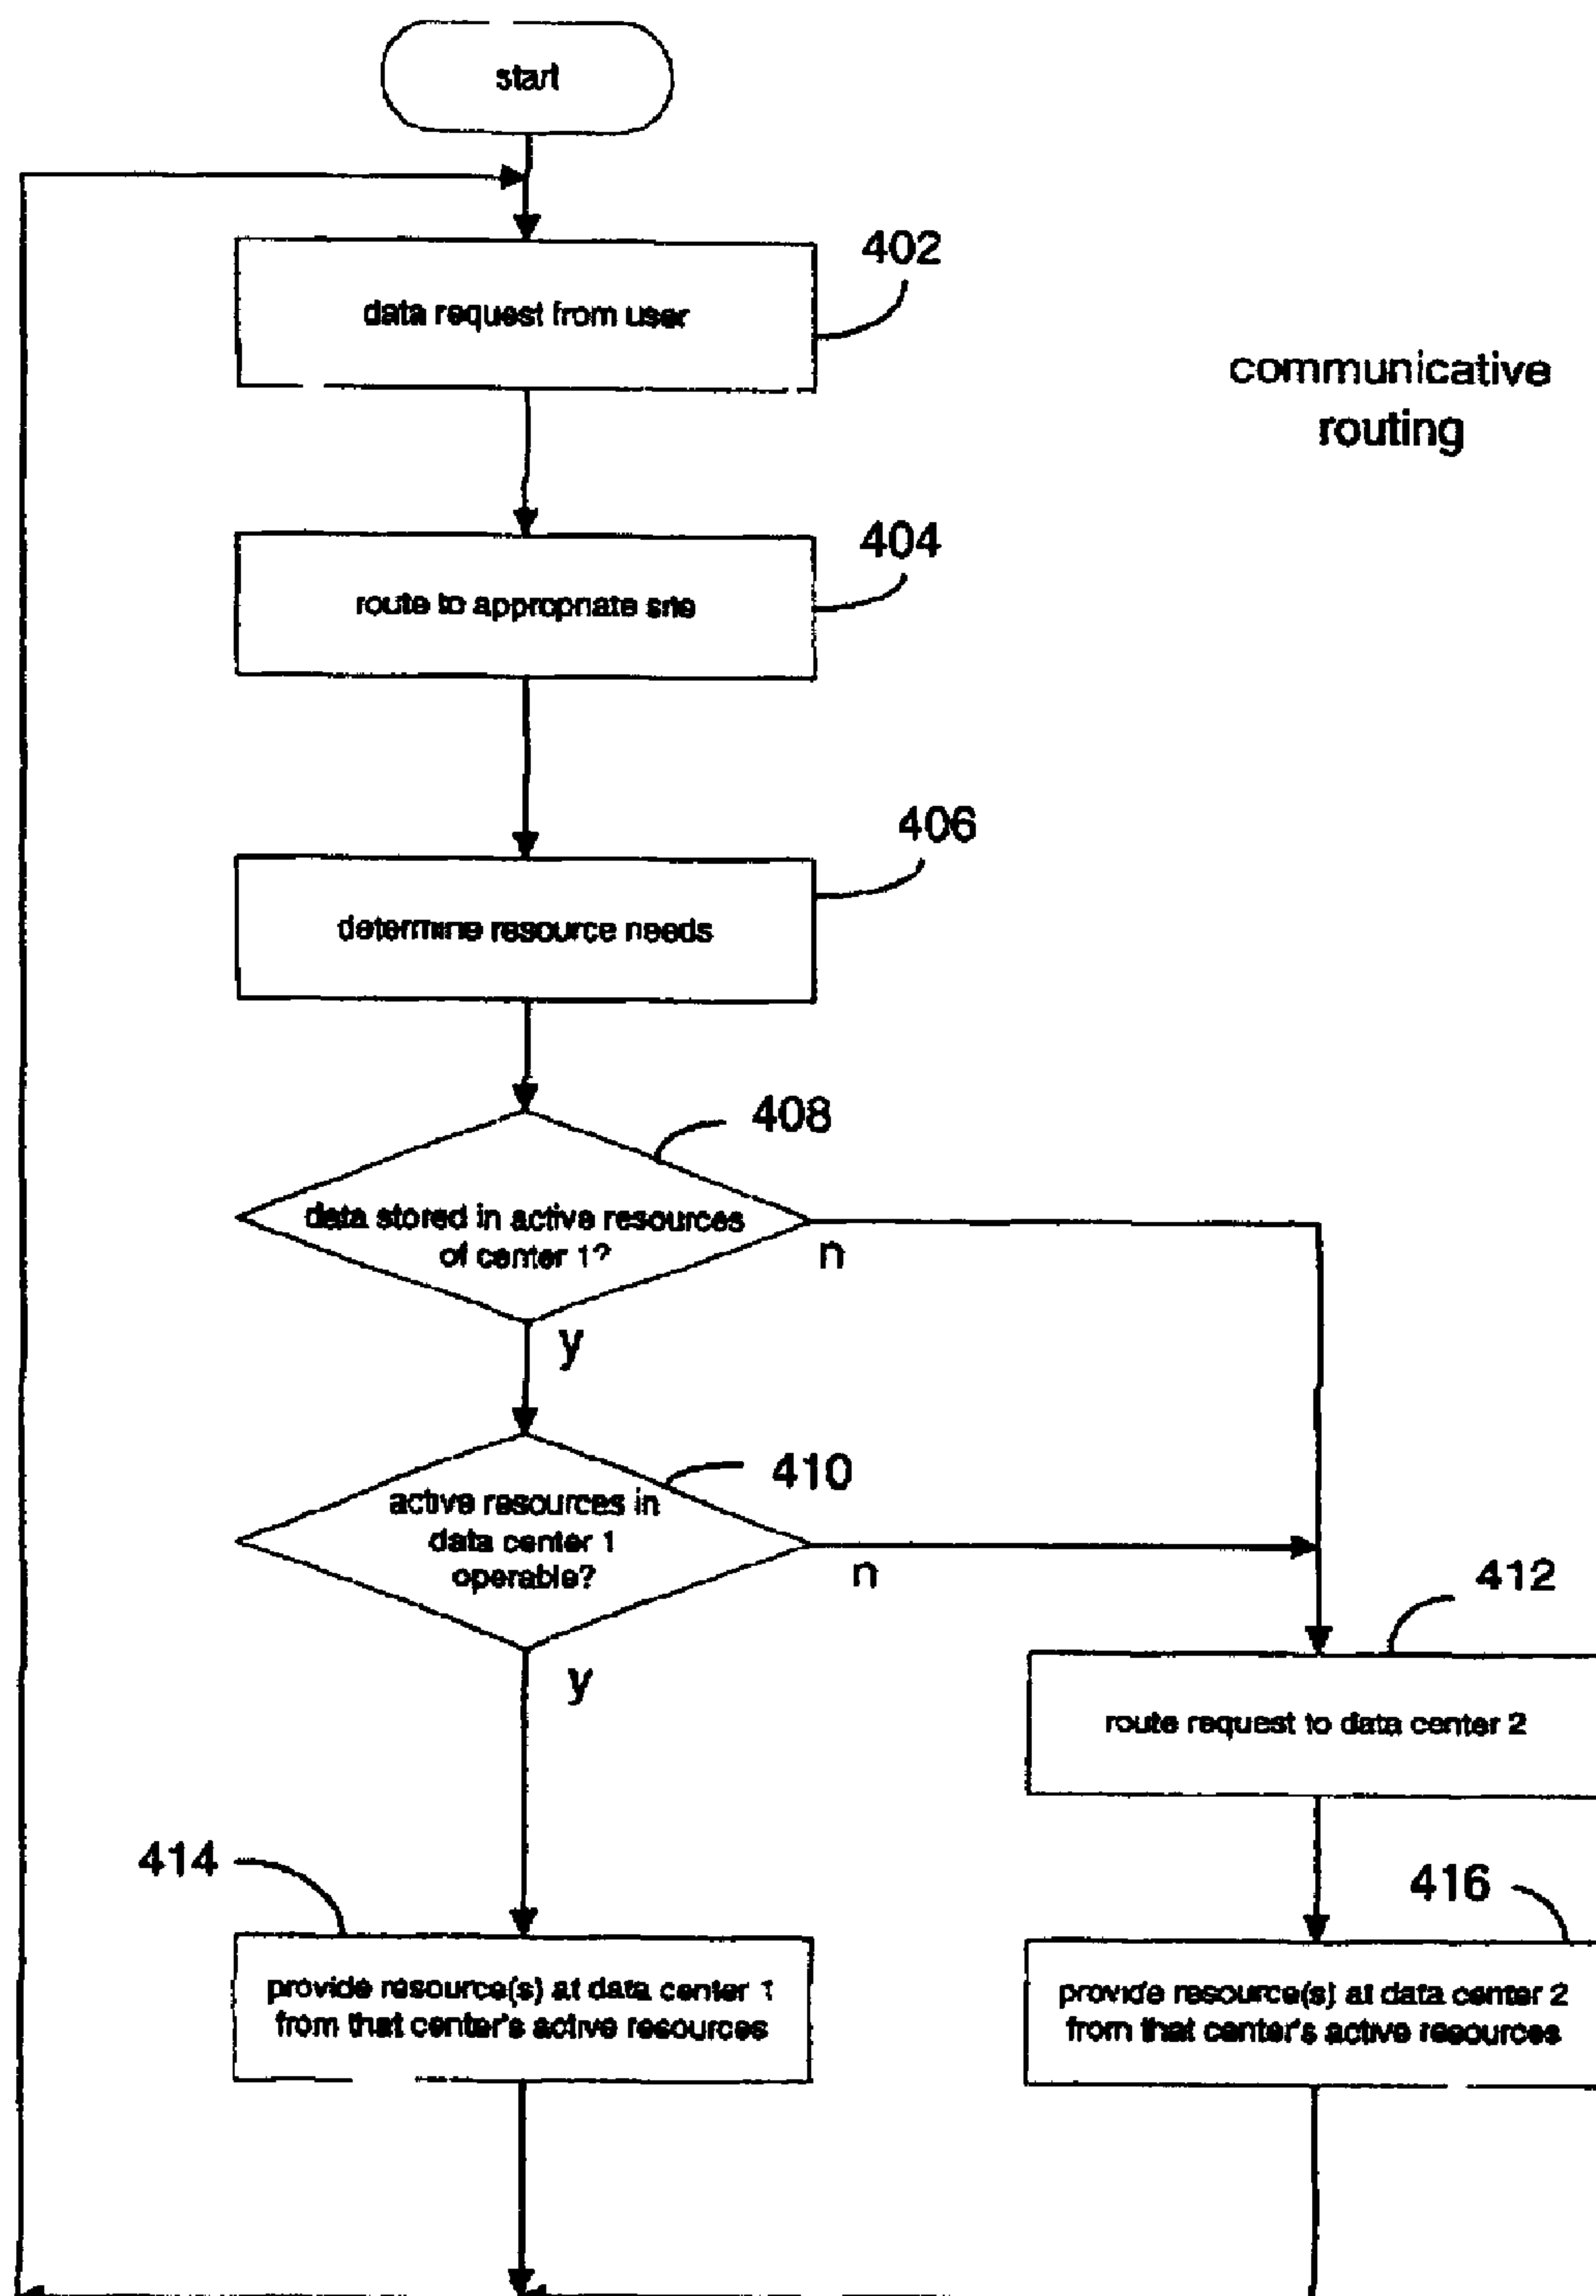 start
402
data request from user
communicative
routing
404
route to appropriate site
406
determine resource needs
408
data stored in active resources
of center 1?
n
y
410
active resources in
data center 1
operable?
n
y
412
route request to data center 2
414
416
provide resource(s) at data center 1
from that center's active resources
provide resource(s) at data center 2
from that center's active resources